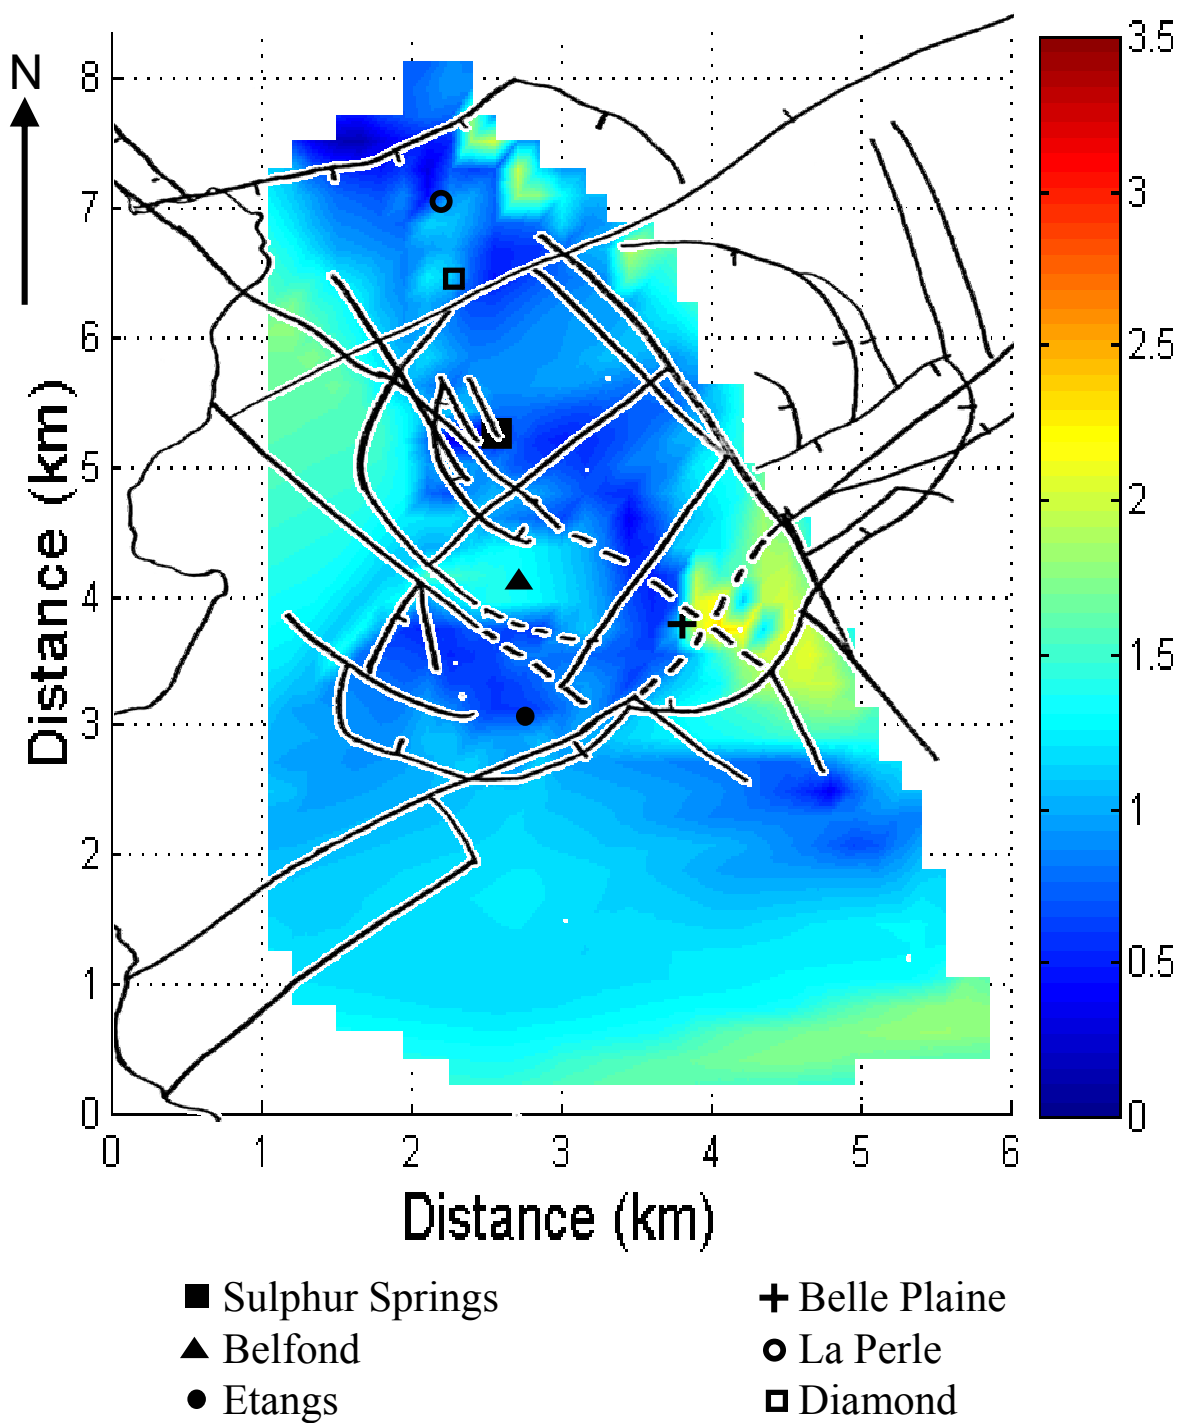 N
8
7
6
5
4
3
2
1
0
Distance (km)
0 1 2 3 4 5 6
Distance (km)
3.5
3
2.5
2
1.5
1
0.5
0
Sulphur Springs
Belfond
Etangs
Belle Plaine
La Perle
Diamond